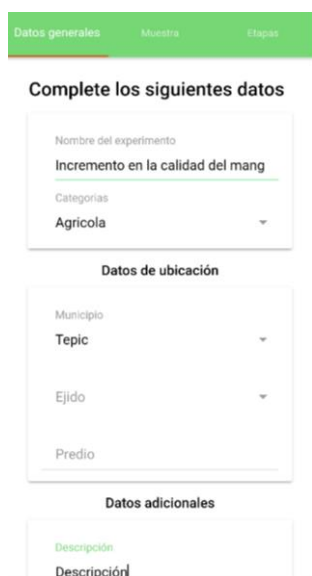 Datos generales Muestra Etapas
Complete los siguientes datos
Nombre del experimento
Incremento en la calidad del mang
Categorias
Agricola
Datos de ubicación
Municipio
Tepic
Ejido
Predio
Datos adicionales
Descripción
Descripción